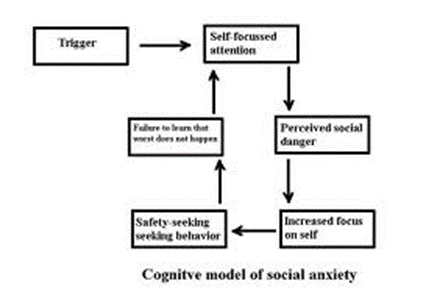 Trigger
Self-focussed
attention
Failure to learn that
worst does not happen
Perceived social
danger
Safety-seeking
seeking behavior
Increased focus
on self
Cognitve model of social anxiety